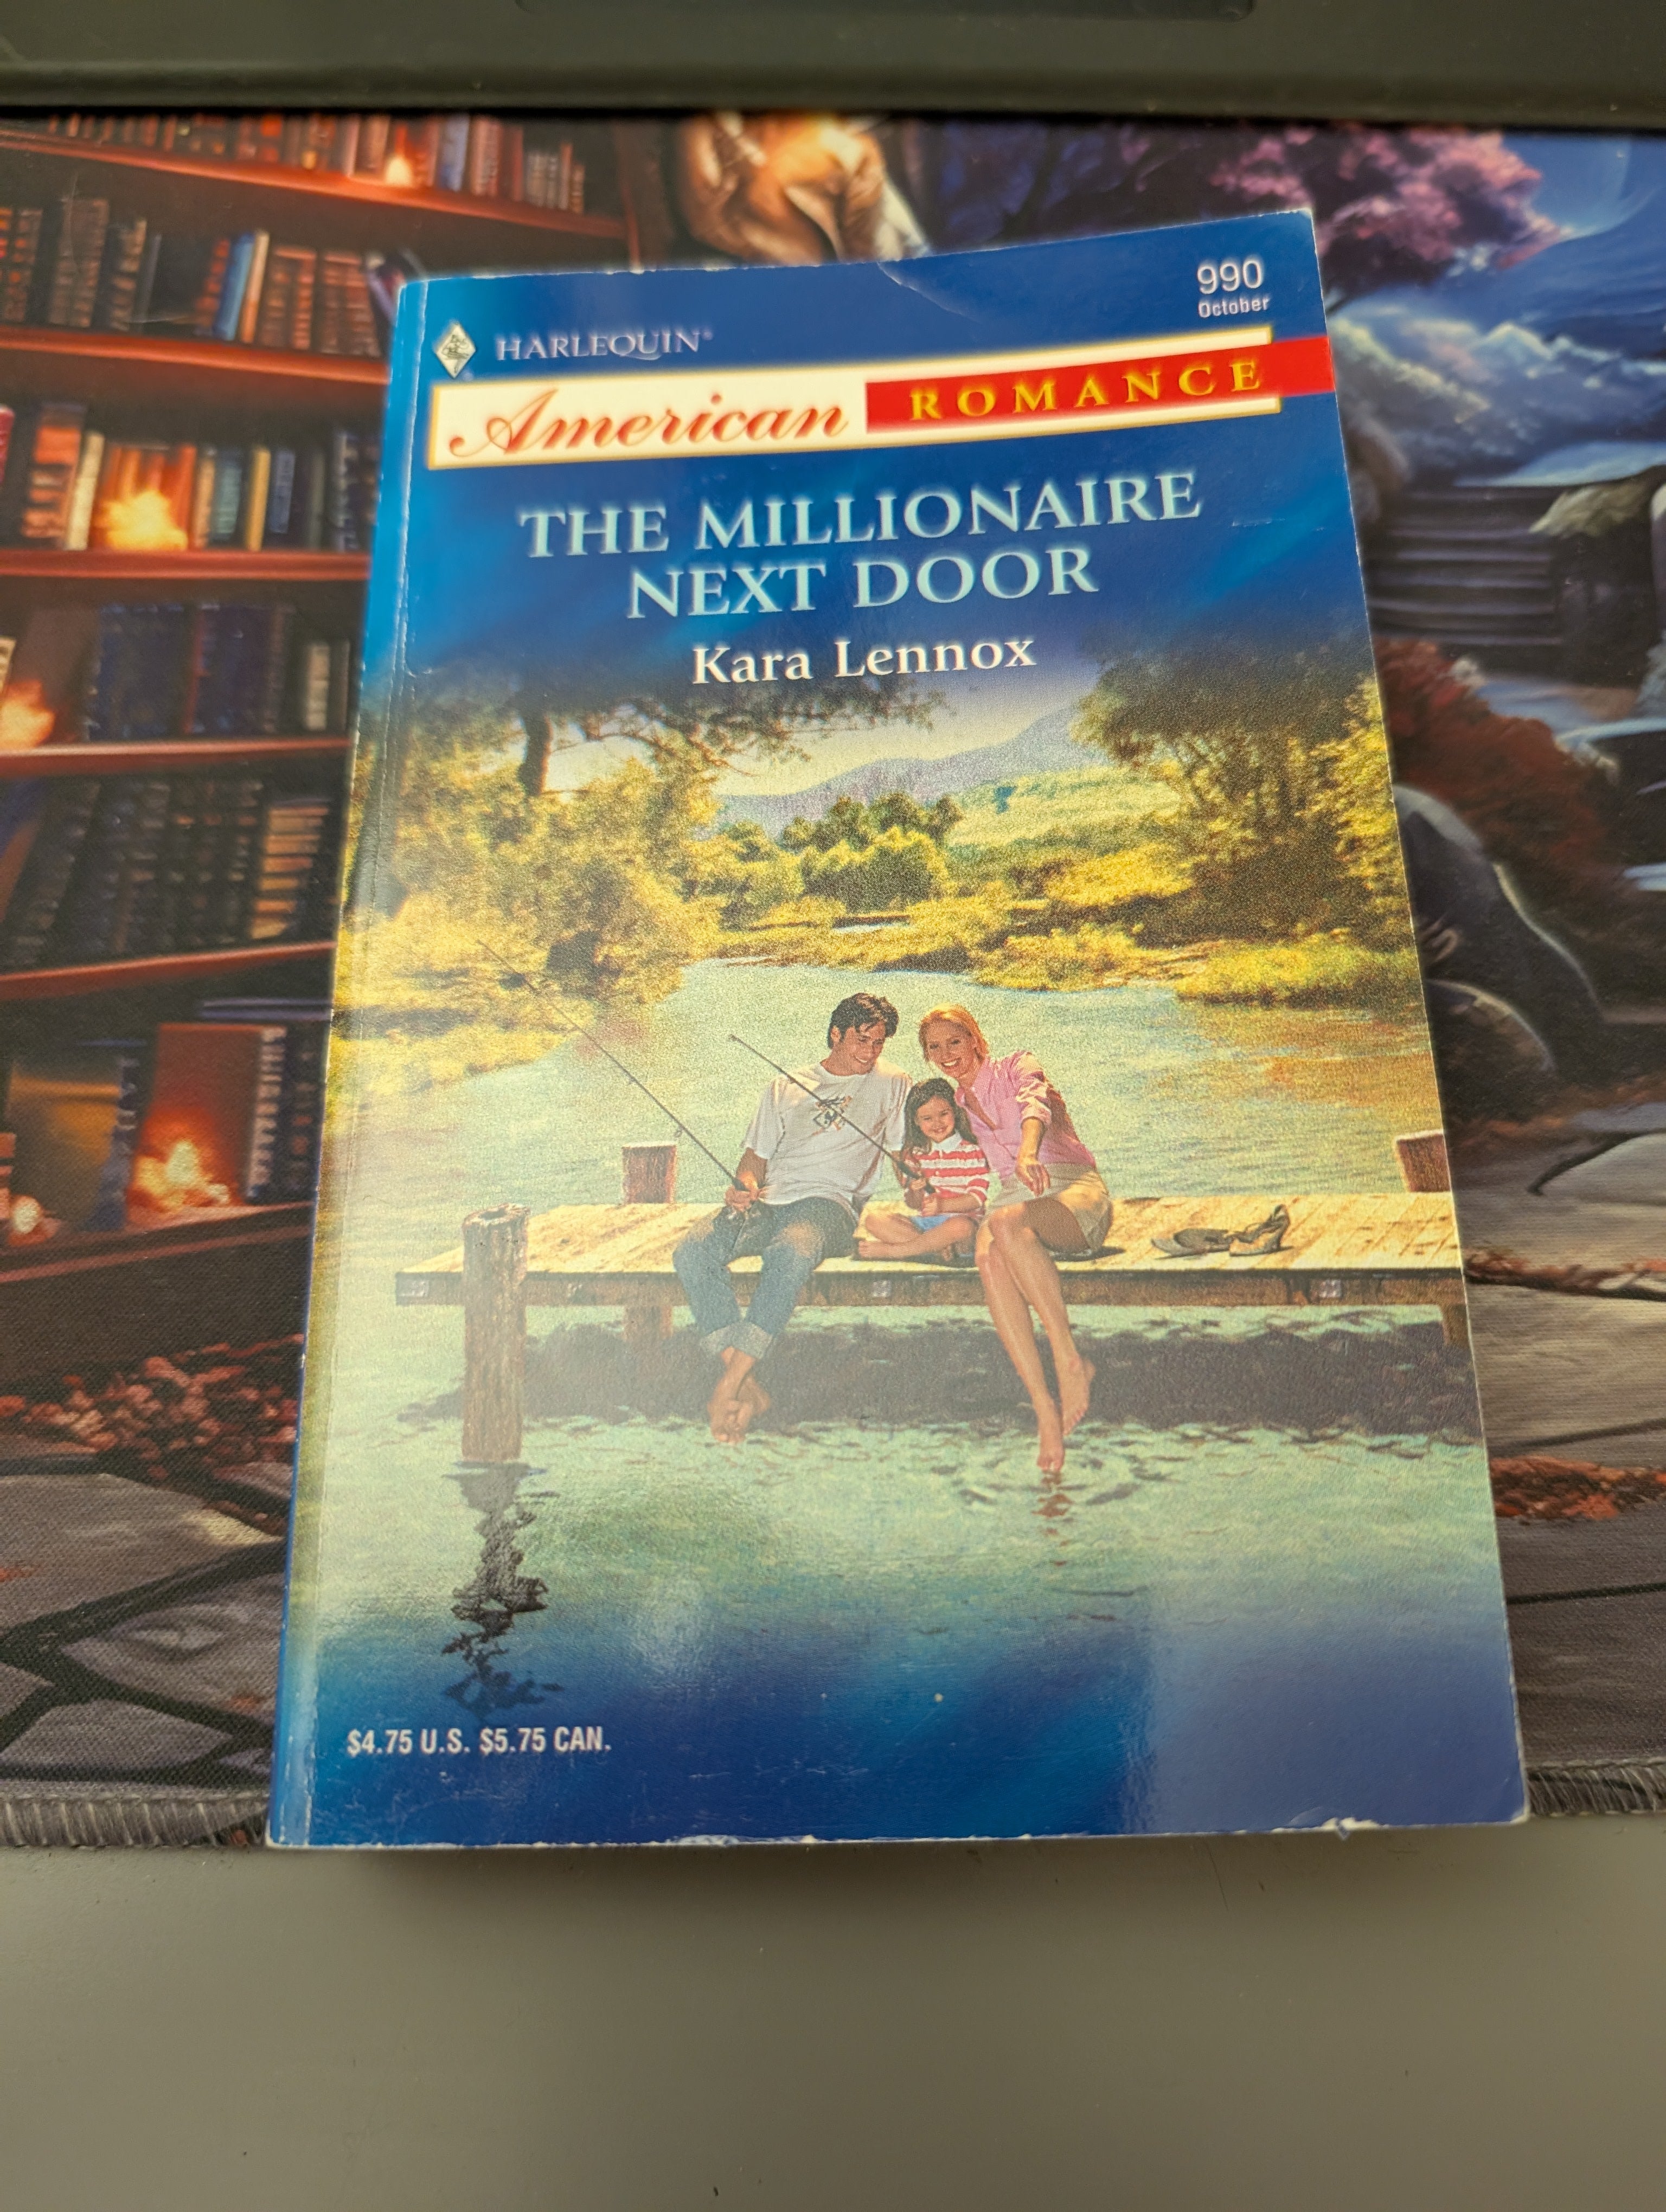 990
October
HARLEQUIN®
American ROMANCE
THE MILLIONAIRE
NEXT DOOR
Kara Lennox
$4.75 U.S. $5.75 CAN.